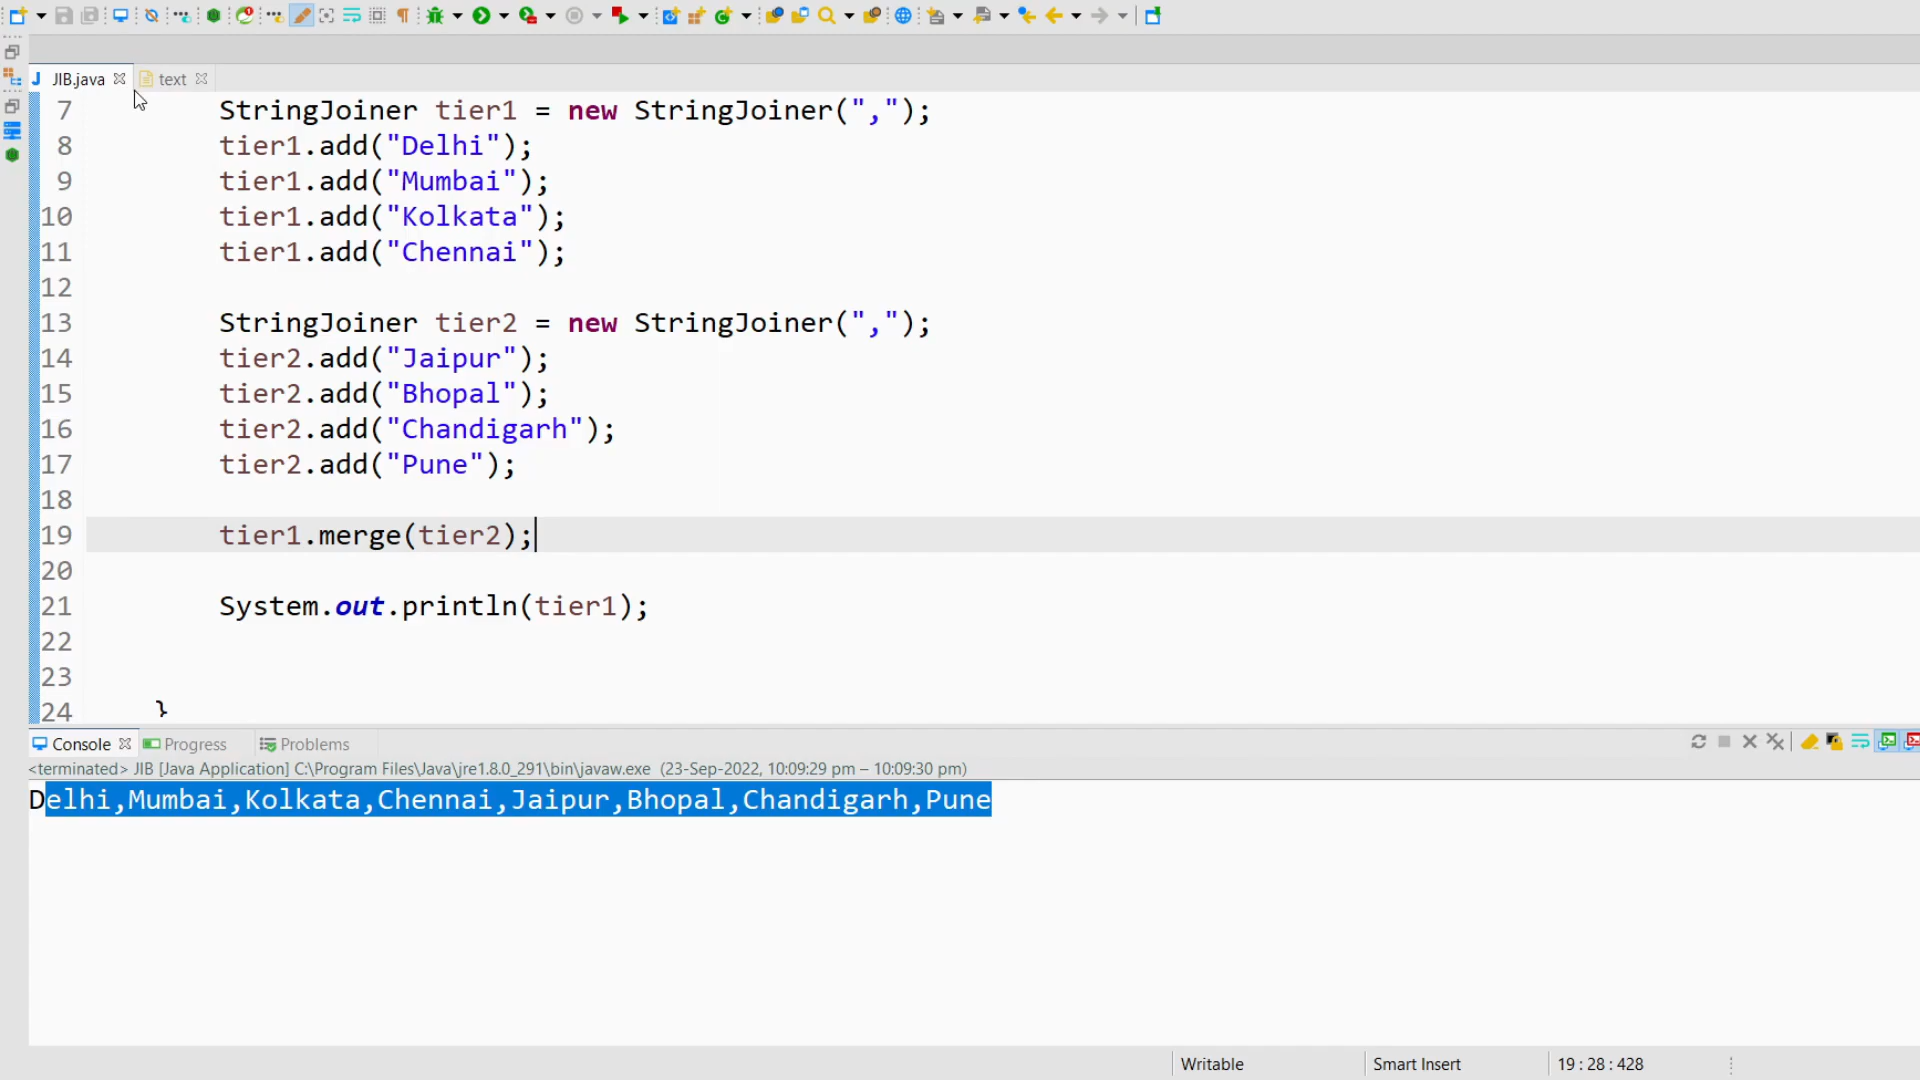 JIB.java text
7 StringJoiner tier1 = new StringJoiner(",");
8 tier1.add("Delhi");
9 tier1.add("Mumbai");
10 tier1.add("Kolkata");
11 tier1.add("Chennai");
12
13 StringJoiner tier2 = new StringJoiner(",");
14 tier2.add("Jaipur");
15 tier2.add("Bhopal");
16 tier2.add("Chandigarh");
17 tier2.add("Pune");
18
19 tier1.merge(tier2);
20
21 System.out.println(tier1);
22
23
24 }
Console Progress Problems
<terminated> JIB [Java Application] C:\Program Files\Java\jre1.8.0_291\bin\javaw.exe (23-Sep-2022, 10:09:29 pm – 10:09:30 pm)
Delhi,Mumbai,Kolkata,Chennai,Jaipur,Bhopal,Chandigarh,Pune
Writable Smart Insert 19 : 28 : 428